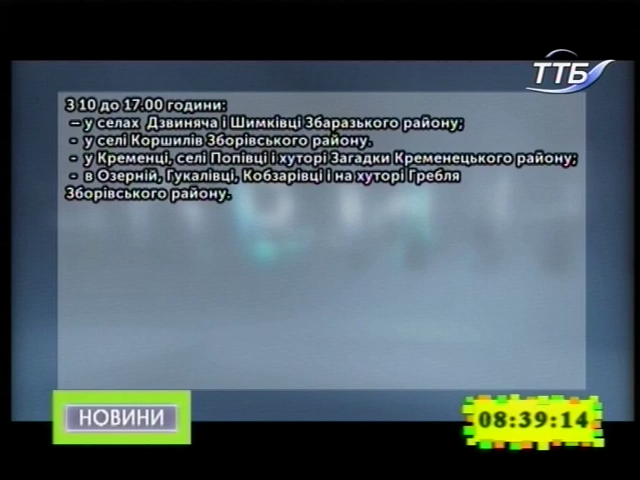 ТТБ
З 10 до 17.00 години:
– у селах Дзвиняча і Шимківці Збаразького району;
- у селі Коршилів Зборівського району.
- у Кременці, селі Попівці і хуторі Загадки Кременецького району;
- в Озерній, Гукалівці, Кобзарівці і на хуторі Гребля
Зборівського району.
НОВИНИ
08:39:14